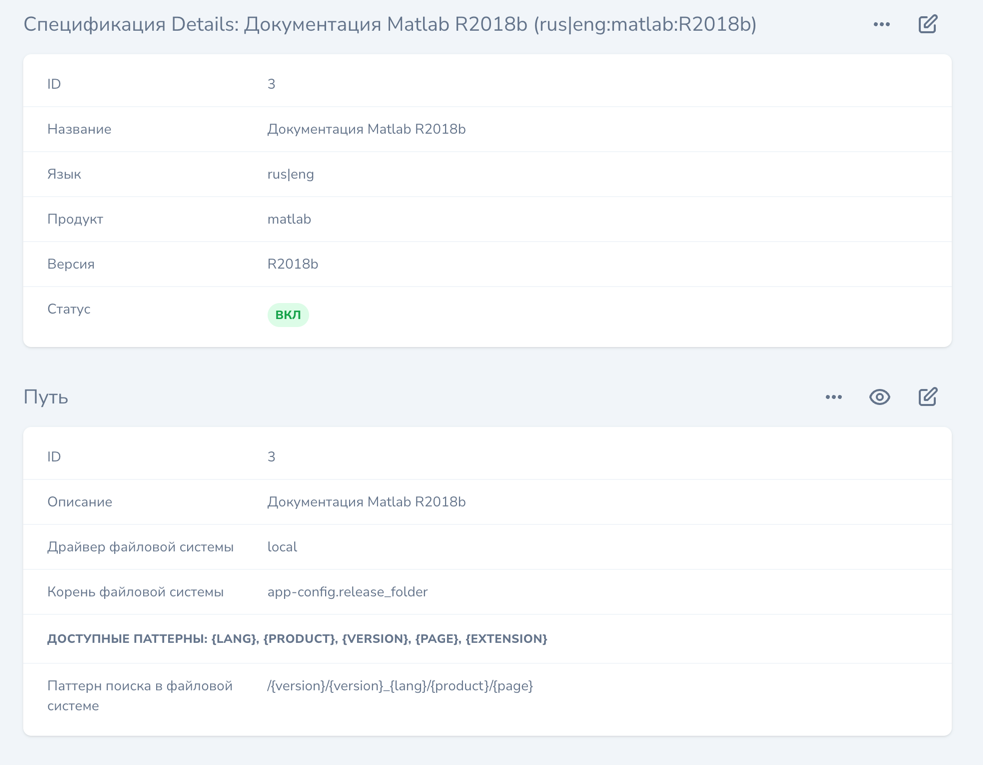 Спецификация Details: Документация Matlab R2018b (rus|eng:matlab:R2018b)
ID 3
Название Документация Matlab R2018b
Язык rus|eng
Продукт matlab
Версия R2018b
Статус ВКЛ
Путь
ID 3
Описание Документация Matlab R2018b
Драйвер файловой системы local
Корень файловой системы app-config.release_folder
ДОСТУПНЫЕ ПАТТЕРНЫ: {LANG}, {PRODUCT}, {VERSION}, {PAGE}, {EXTENSION}
Паттерн поиска в файловой /{version}/{version}_{lang}/{product}/{page}
системе